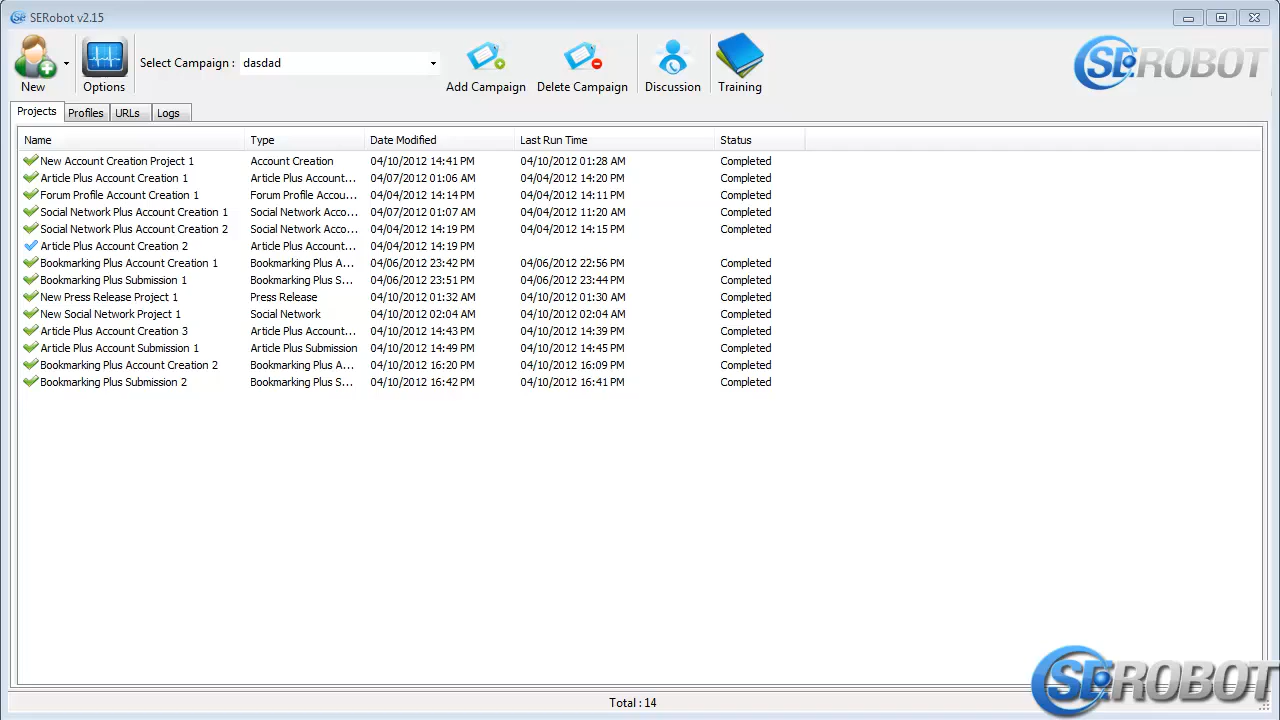 SERobot v2.15
New
Options
Select Campaign : dasdad
Add Campaign
Delete Campaign
Discussion
Training
SEROBOT
Projects Profiles URLs Logs
Name Type Date Modified Last Run Time Status
New Account Creation Project 1 Account Creation 04/10/2012 14:41 PM 04/10/2012 01:28 AM Completed
Article Plus Account Creation 1 Article Plus Account... 04/07/2012 01:06 AM 04/04/2012 14:20 PM Completed
Forum Profile Account Creation 1 Forum Profile Accou... 04/04/2012 14:14 PM 04/04/2012 14:11 PM Completed
Social Network Plus Account Creation 1 Social Network Acco... 04/07/2012 01:07 AM 04/04/2012 11:20 AM Completed
Social Network Plus Account Creation 2 Social Network Acco... 04/04/2012 14:19 PM 04/04/2012 14:15 PM Completed
Article Plus Account Creation 2 Article Plus Account... 04/04/2012 14:19 PM
Bookmarking Plus Account Creation 1 Bookmarking Plus A... 04/06/2012 23:42 PM 04/06/2012 22:56 PM Completed
Bookmarking Plus Submission 1 Bookmarking Plus S... 04/06/2012 23:51 PM 04/06/2012 23:44 PM Completed
New Press Release Project 1 Press Release 04/10/2012 01:32 AM 04/10/2012 01:30 AM Completed
New Social Network Project 1 Social Network 04/10/2012 02:04 AM 04/10/2012 02:04 AM Completed
Article Plus Account Creation 3 Article Plus Account... 04/10/2012 14:43 PM 04/10/2012 14:39 PM Completed
Article Plus Account Submission 1 Article Plus Submission 04/10/2012 14:49 PM 04/10/2012 14:45 PM Completed
Bookmarking Plus Account Creation 2 Bookmarking Plus A... 04/10/2012 16:20 PM 04/10/2012 16:09 PM Completed
Bookmarking Plus Submission 2 Bookmarking Plus S... 04/10/2012 16:42 PM 04/10/2012 16:41 PM Completed
Total : 14
SEROBOT